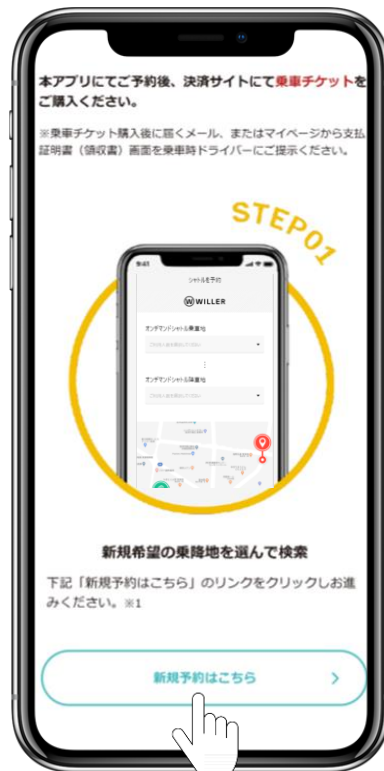 本アプリにてご予約後、決済サイトにて乗車チケットを
ご購入ください。
※乗車チケット購入後に届くメール、またはマイページから支払
証明書（領収書）画面を乗車時ドライバーにご提示ください。
STEP01
9:41
シャトルを予約
WILLER
オンデマンドシャトル乗車地
オンデマンドシャトル降車地
新規希望の乗降地を選んで検索
下記「新規予約はこちら」のリンクをクリックしお進
みください。※1
新規予約はこちら